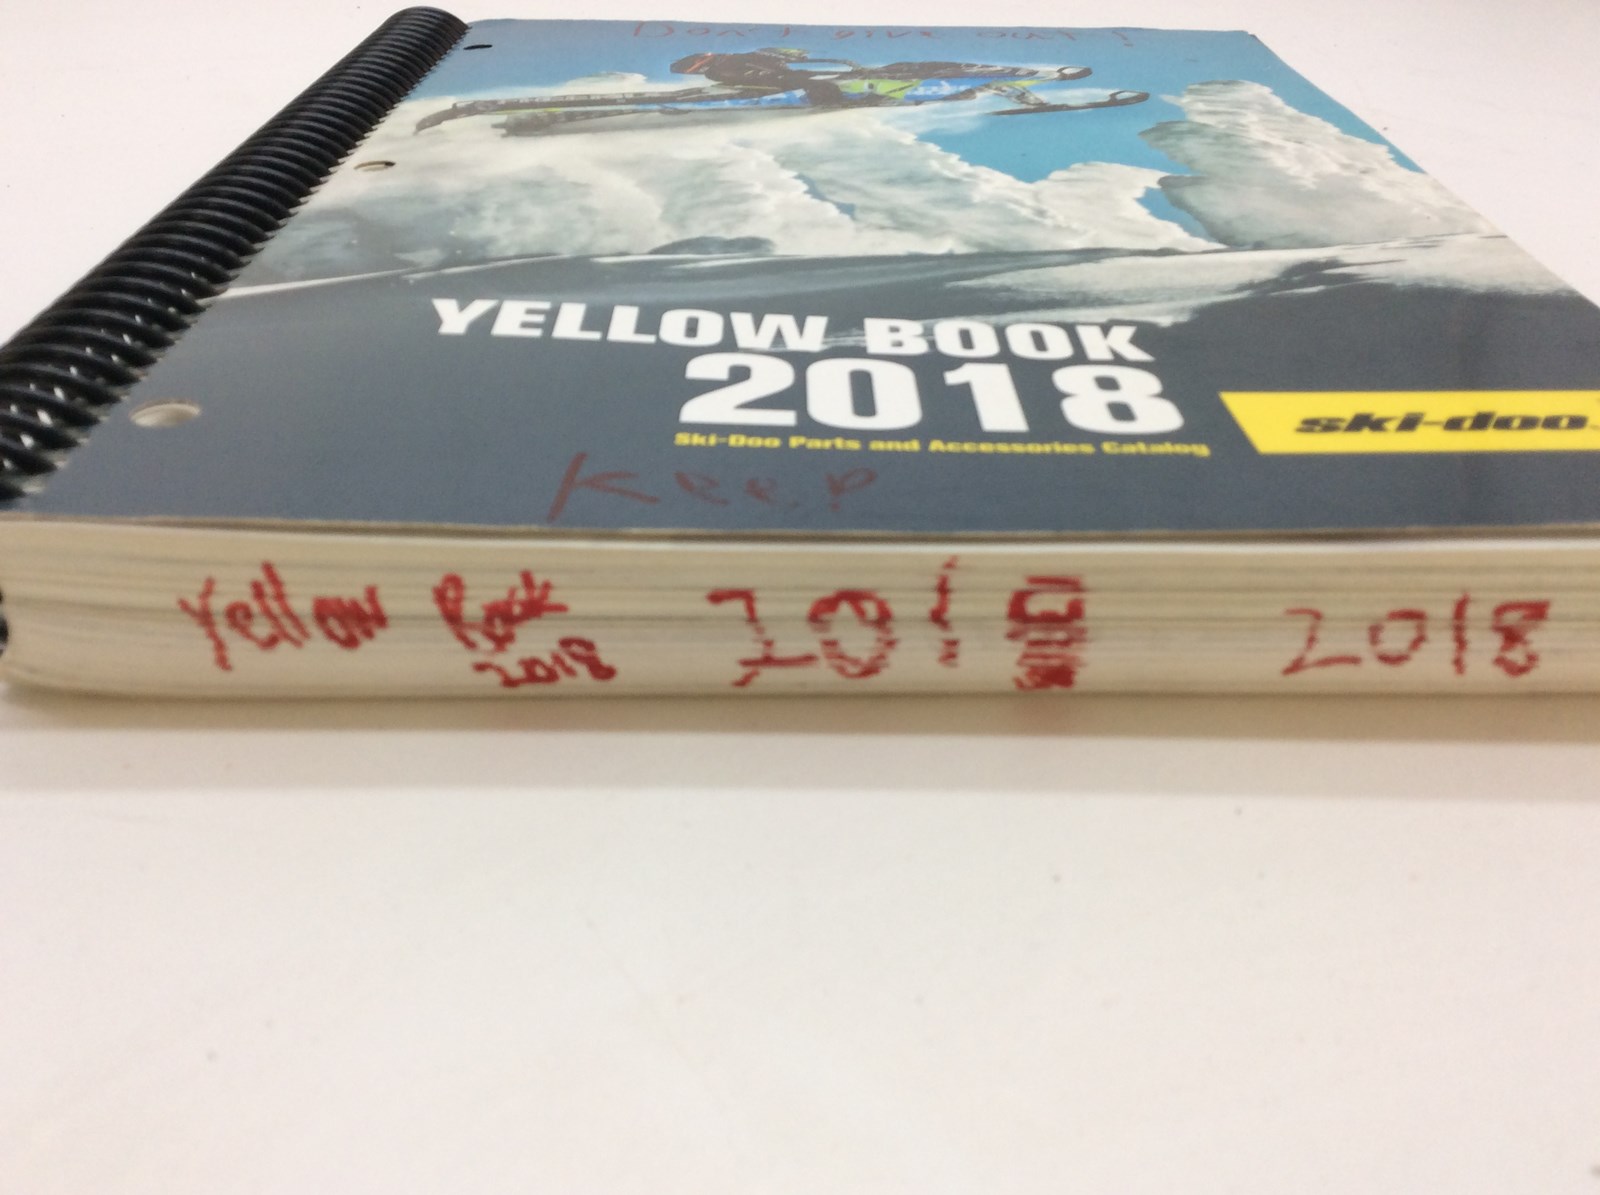 Don't give out!
YELLOW BOOK
2018
Ski-Doo Parts and Accessories Catalog
ski-doo
Keep
Yellow Book
2018
2018
2018